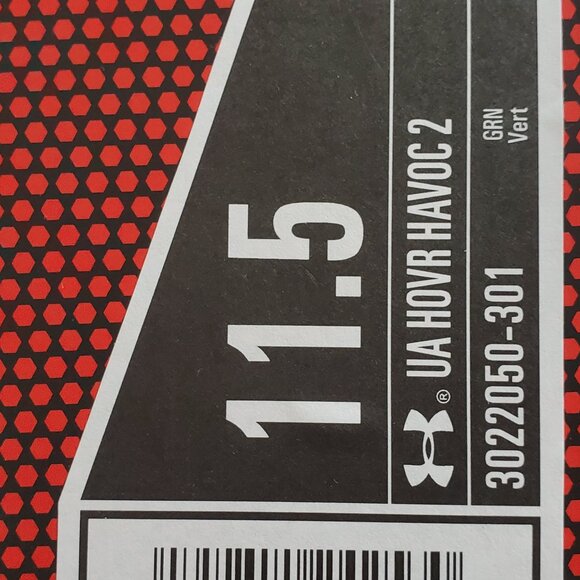 11.5
® UA HOVR HAVOC 2
3022050-301
GRN
Vert